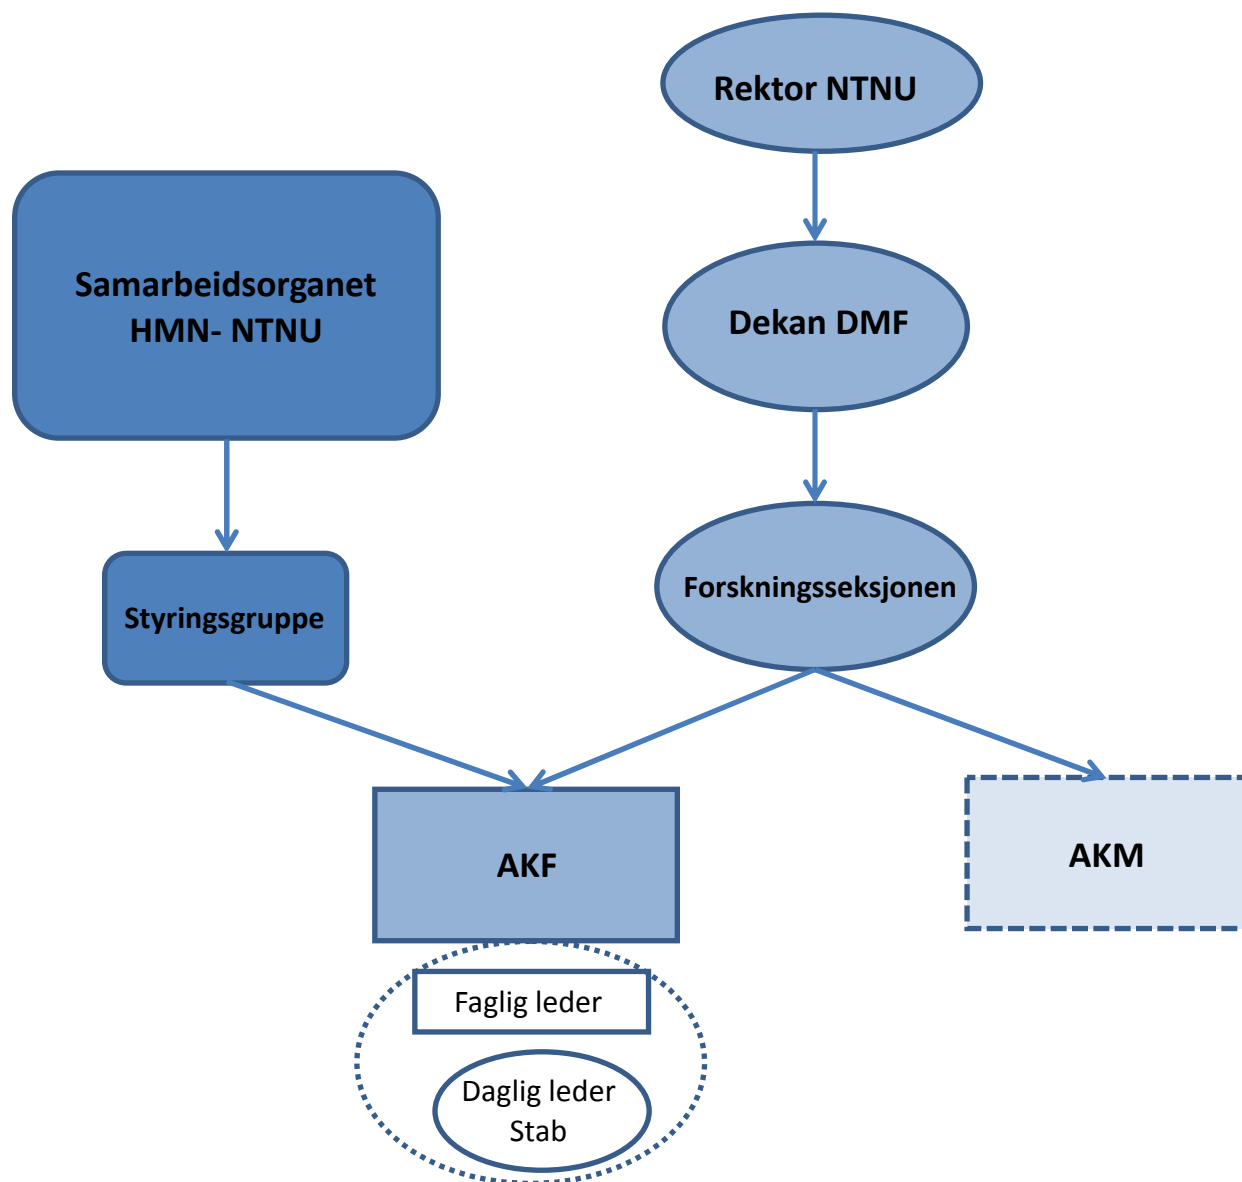 Rektor NTNU
Samarbeidsorganet
HMN- NTNU
Dekan DMF
Styringsgruppe
Forskningsseksjonen
AKF
AKM
Faglig leder
Daglig leder
Stab